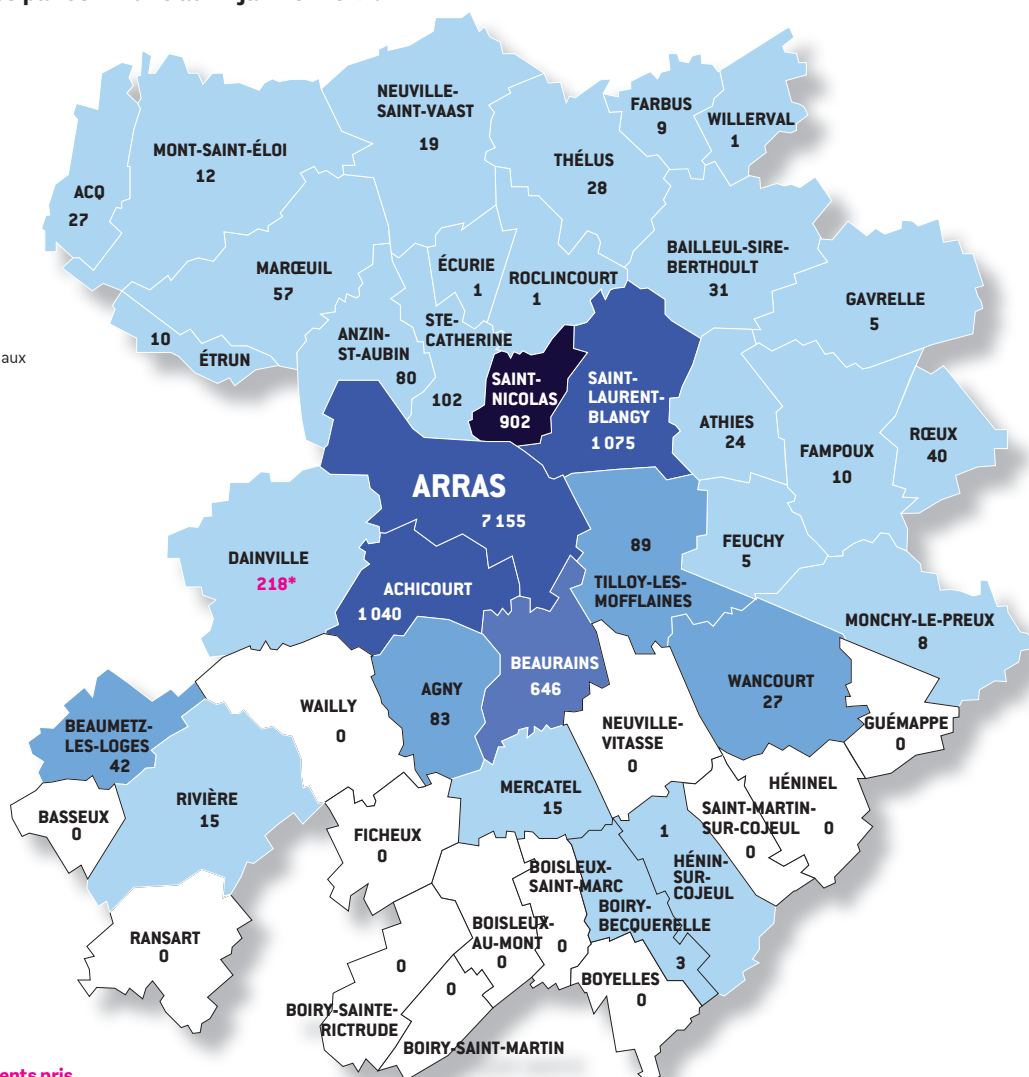 NEUVILLE-
SAINT-VAAST
19
FARBUS
9
WILLERVAL
1
MONT-SAINT-ÉLOI
12
THÉLUS
28
ACQ
27
MARŒUIL
57
ÉCURIE
1
ROCLINCOURT
1
BAILLEUL-SIRE-
BERTHOULT
31
GAVRELLE
5
10
ÉTRUN
ANZIN-
ST-AUBIN
80
STE-
CATHERINE
102
aux
SAINT-
NICOLAS
902
SAINT-
LAURENT-
BLANGY
1 075
ATHIES
24
FAMPOUX
10
RŒUX
40
ARRAS
7 155
DAINVILLE
218*
89
TILLOY-LES-
MOFFLAINES
FEUCHY
5
ACHICOURT
1 040
MONCHY-LE-PREUX
8
BEAURAINS
646
AGNY
83
WANCOURT
27
WAILLY
0
NEUVILLE-
VITASSE
0
GUÉMAPPE
0
BEAUMETZ-
LES-LOGES
42
BASSEUX
0
RIVIÈRE
15
MERCATEL
15
HÉNINEL
0
SAINT-MARTIN-
SUR-COJEUL
0
FICHEUX
0
1
HÉNIN-
SUR-
COJEUL
BOISLEUX-
SAINT-MARC
0
BOIRY-
BECQUERELLE
3
RANSART
0
BOISLEUX-
AU-MONT
0
BOYELLES
0
0
BOIRY-SAINTE-
RICTRUDE
0
BOIRY-SAINT-MARTIN
ents pris